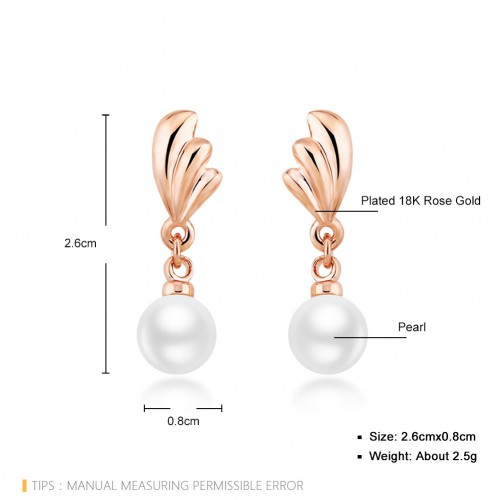 Plated 18K Rose Gold
2.6cm
Pearl
0.8cm
• Size: 2.6cmx0.8cm
• Weight: About 2.5g
TIPS : MANUAL MEASURING PERMISSIBLE ERROR